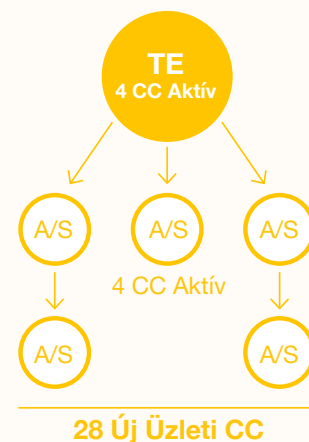 TE
4 CC Aktív
A/S A/S A/S
4 CC Aktív
A/S A/S
28 Új Üzleti CC